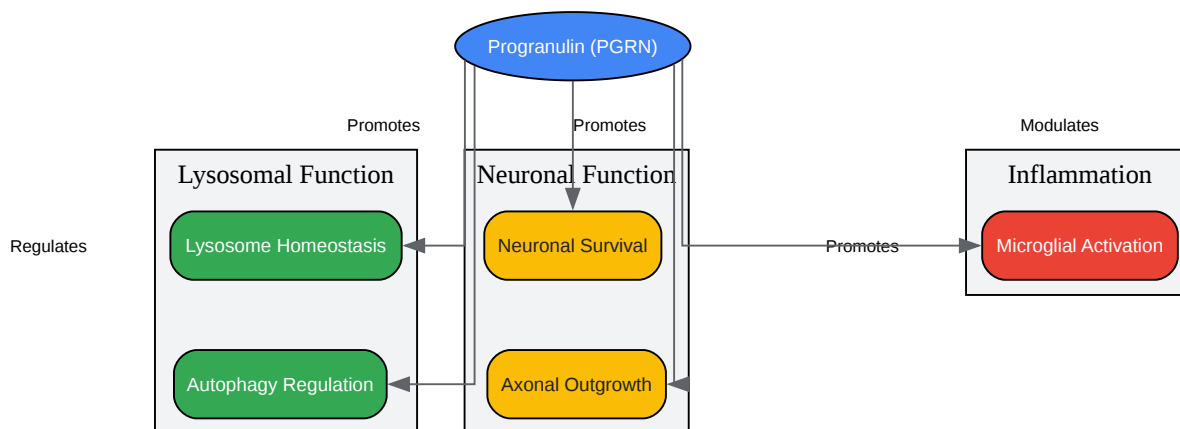 Progranulin (PGRN)
Promotes
Promotes
Modulates
Lysosomal Function
Neuronal Function
Inflammation
Regulates
Lysosome Homeostasis
Neuronal Survival
Promotes
Microglial Activation
Autophagy Regulation
Axonal Outgrowth